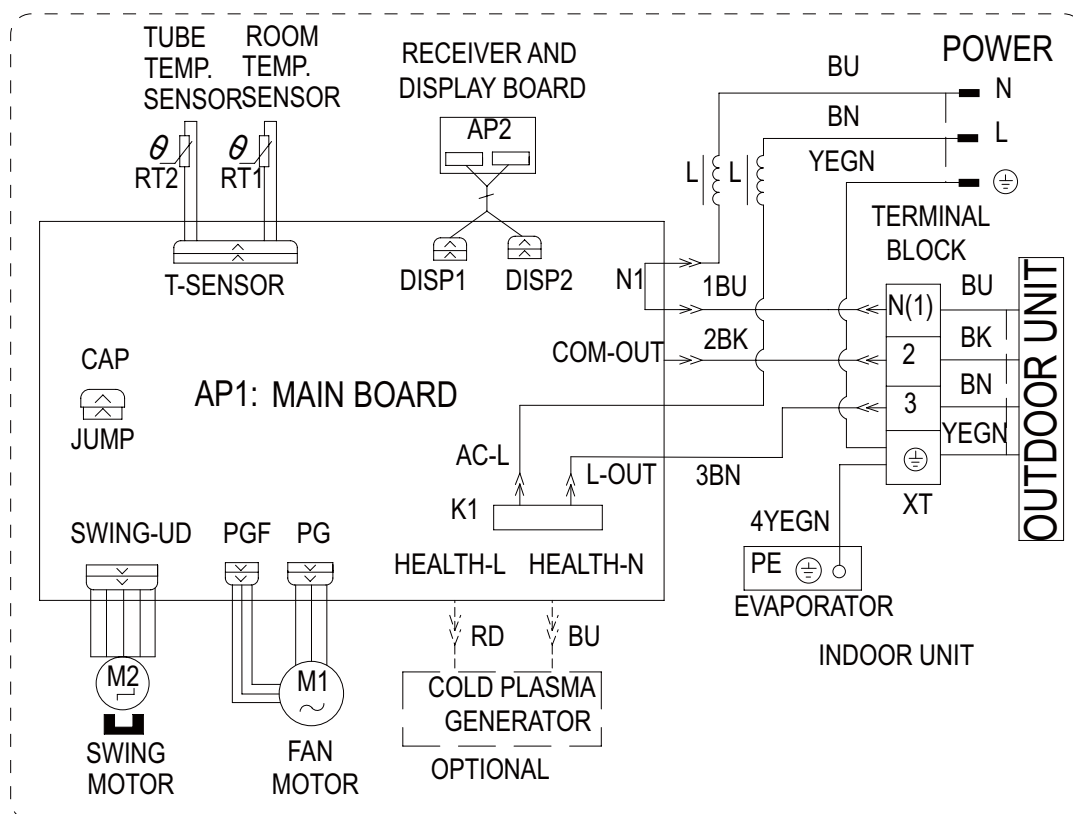 TUBE
TEMP.
SENSOR
ROOM
TEMP.
SENSOR
RECEIVER AND
DISPLAY BOARD
POWER
BU
N
AP2
BN
L
YEGN
θ
RT2
θ
RT1
L
L
TERMINAL
BLOCK
T-SENSOR
DISP1
DISP2
N1
1BU
N(1)
BU
COM-OUT
2BK
2
BK
CAP
JUMP
AP1: MAIN BOARD
3
BN
YEGN
OUTDOOR UNIT
AC-L
L-OUT
3BN
K1
XT
SWING-UD
PGF
PG
HEALTH-L
HEALTH-N
4YEGN
PE
EVAPORATOR
RD
BU
INDOOR UNIT
M2
M1
COLD PLASMA
GENERATOR
SWING
MOTOR
FAN
MOTOR
OPTIONAL